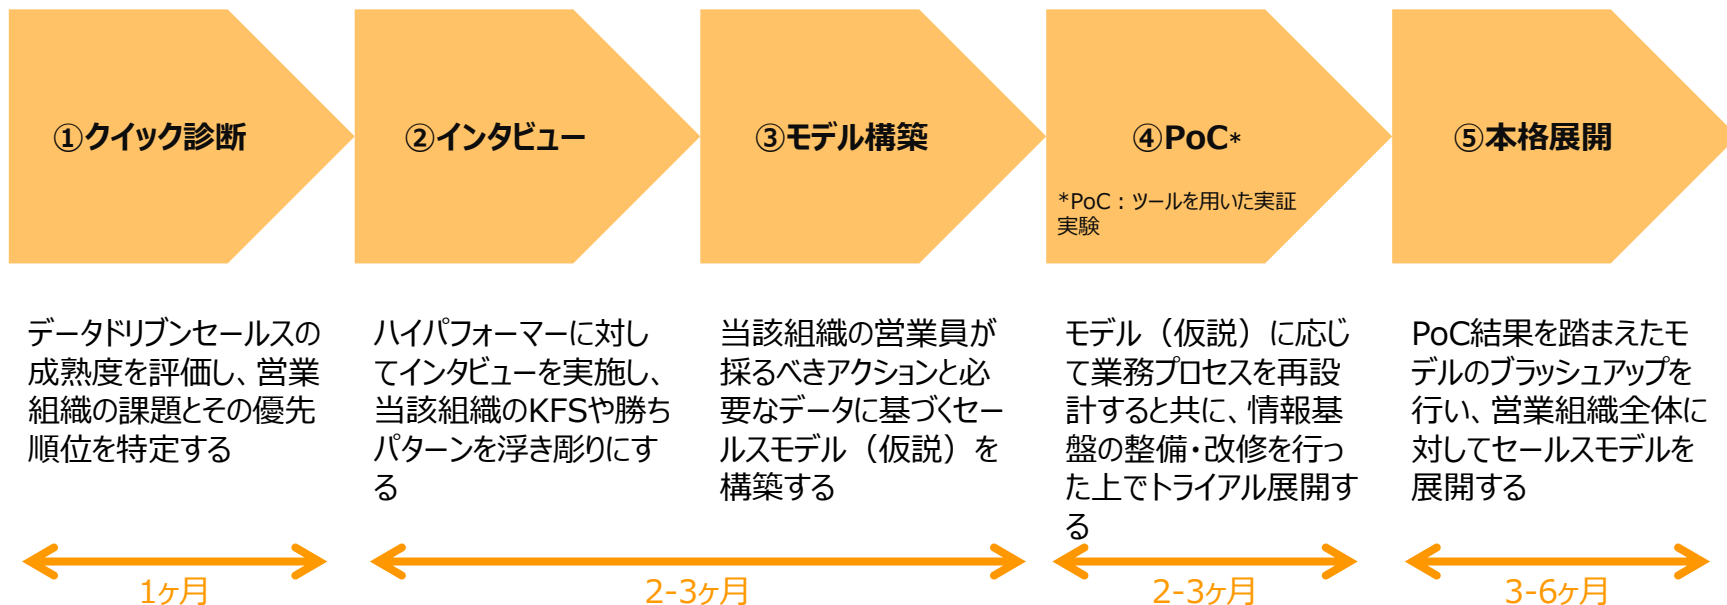 ①クイック診断
②インタビュー
③モデル構築
④PoC*
*PoC:ツールを用いた実証
実験
⑤本格展開
データドリブンセールスの
成熟度を評価し、営業
組織の課題とその優先
順位を特定する
ハイパフォーマーに対し
てインタビューを実施し、
当該組織のKFSや勝ち
パターンを浮き彫りにす
る
当該組織の営業員が
採るべきアクションと必
要なデータに基づくセー
ルスモデル（仮説）を
構築する
モデル（仮説）に応じ
て業務プロセスを再設
計すると共に、情報基
盤の整備・改修を行っ
た上でトライアル展開す
る
PoC結果を踏まえたモ
デルのブラッシュアップを
行い、営業組織全体に
対してセールスモデルを
展開する
1ヶ月
2-3ヶ月
2-3ヶ月
3-6ヶ月